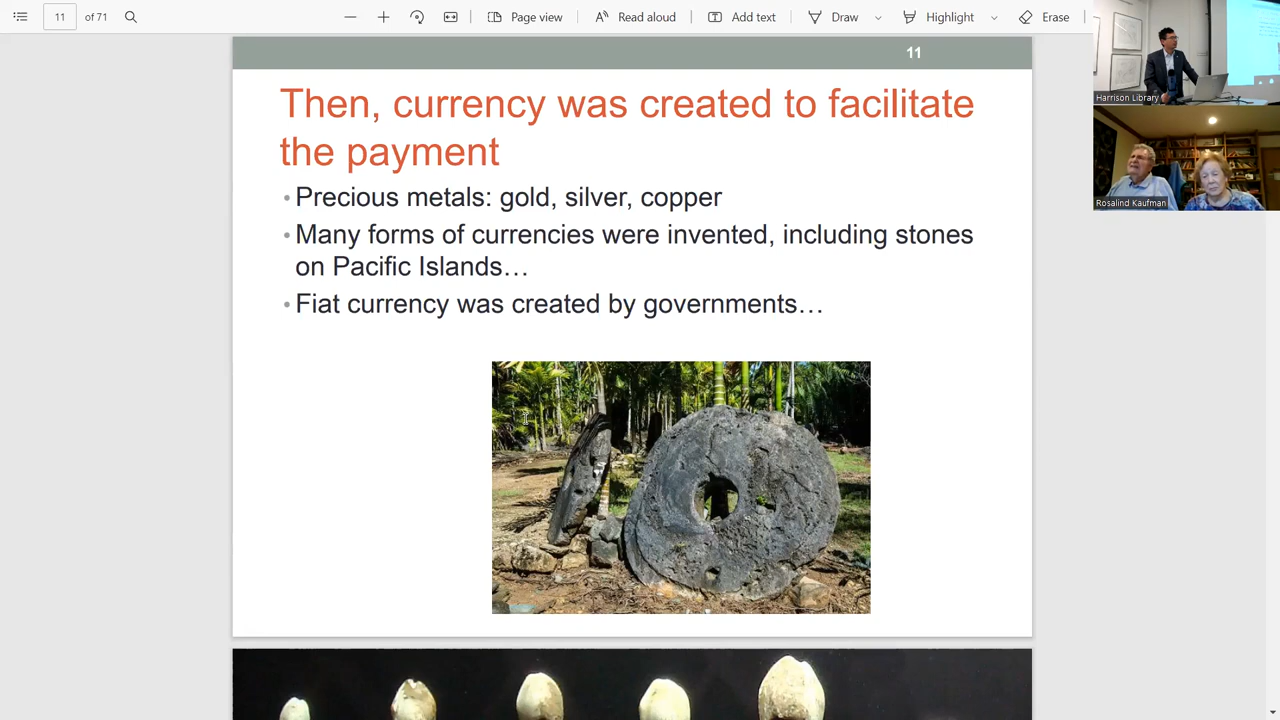 11
of 71
Page view
Read aloud
Add text
Draw
Highlight
Erase
11
Then, currency was created to facilitate
the payment
• Precious metals: gold, silver, copper
• Many forms of currencies were invented, including stones
on Pacific Islands…
• Fiat currency was created by governments…
Harrison Library
Rosalind Kaufman